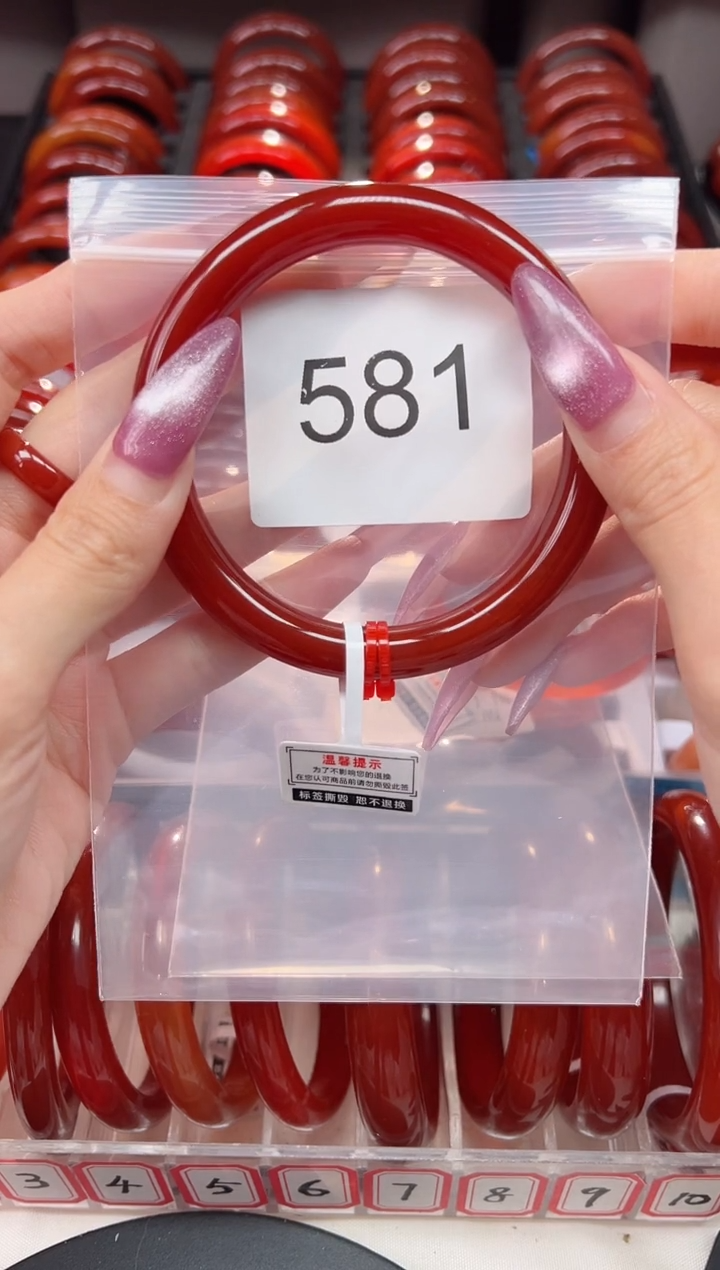 581
温馨提示
为了不影响您的退换
在您认可商品前请勿撕毁此签
标签撕毁 恕不退换
3 4 5 6 7 8 9 10